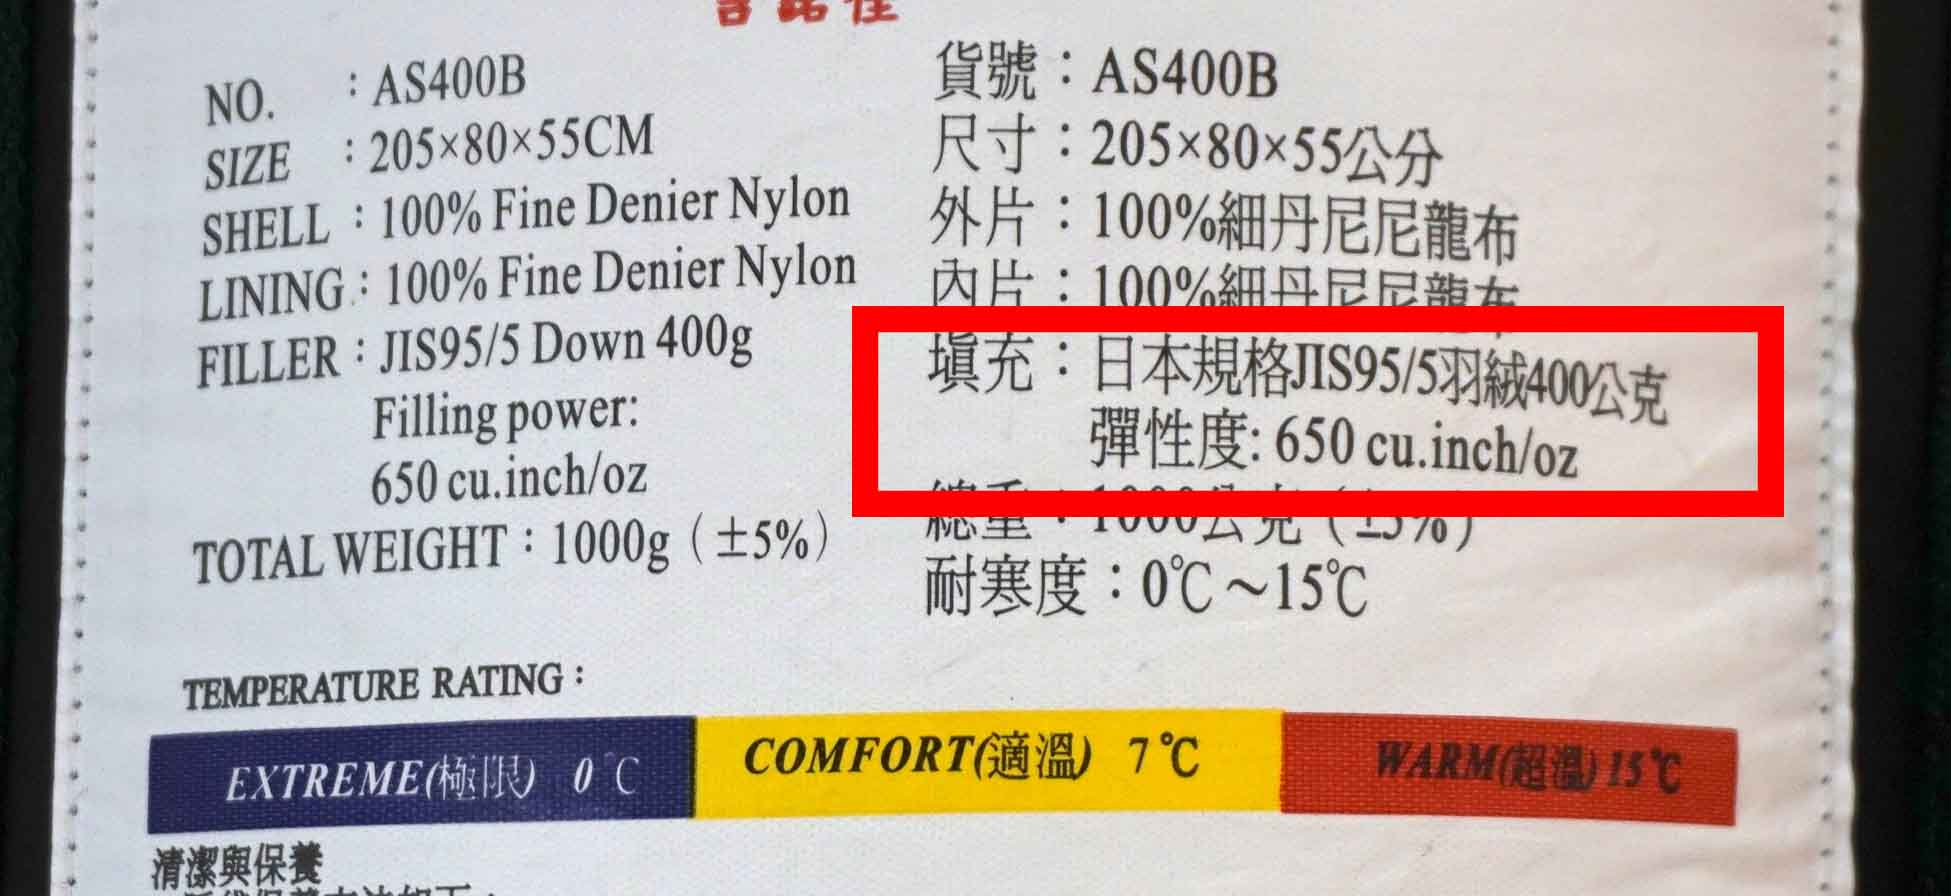 NO. : AS400B
SIZE : 205×80×55CM
SHELL : 100% Fine Denier Nylon
LINING : 100% Fine Denier Nylon
FILLER : JIS95/5 Down 400g
Filling power:
650 cu.inch/oz
TOTAL WEIGHT : 1000g (±5%)
貨號：AS400B
尺寸：205×80×55公分
外片：100%細丹尼尼龍布
內片：100%細丹尼尼龍布
填充：日本規格JIS95/5羽絨400公克
彈性度: 650 cu.inch/oz
總重：1000公克 (±5%)
耐寒度：0℃～15℃
TEMPERATURE RATING：
EXTREME(極限) 0℃
COMFORT(適溫) 7℃
WARM(超溫) 15℃
清潔與保養